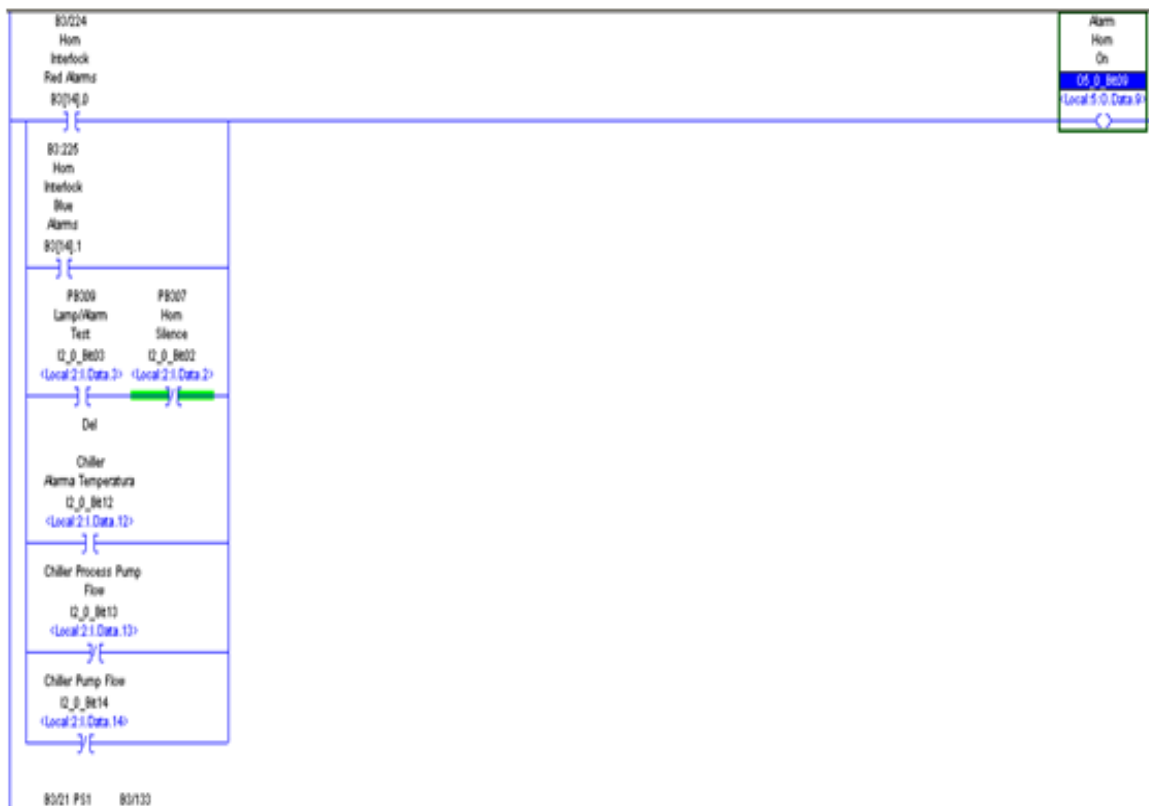 B3/224
Horn
Interlock
Red Alarms
B3[14].0
Alarm
Horn
On
O5_0_Bit09
<Local:5:O.Data.9>
B3:225
Horn
Interlock
Blue
Alarms
B3[14].1
PB309
Lamp/Alarm
Test
I2_0_Bit03
<Local:2:I.Data.3>
PB307
Horn
Silence
I2_0_Bit02
<Local:2:I.Data.2>
Del
Chiller
Alarma Temperatura
I2_0_Bit12
<Local:2:I.Data.12>
Chiller Process Pump
Flow
I2_0_Bit13
<Local:2:I.Data.13>
Chiller Pump Flow
I2_0_Bit14
<Local:2:I.Data.14>
B3/21 PS1
B3/133